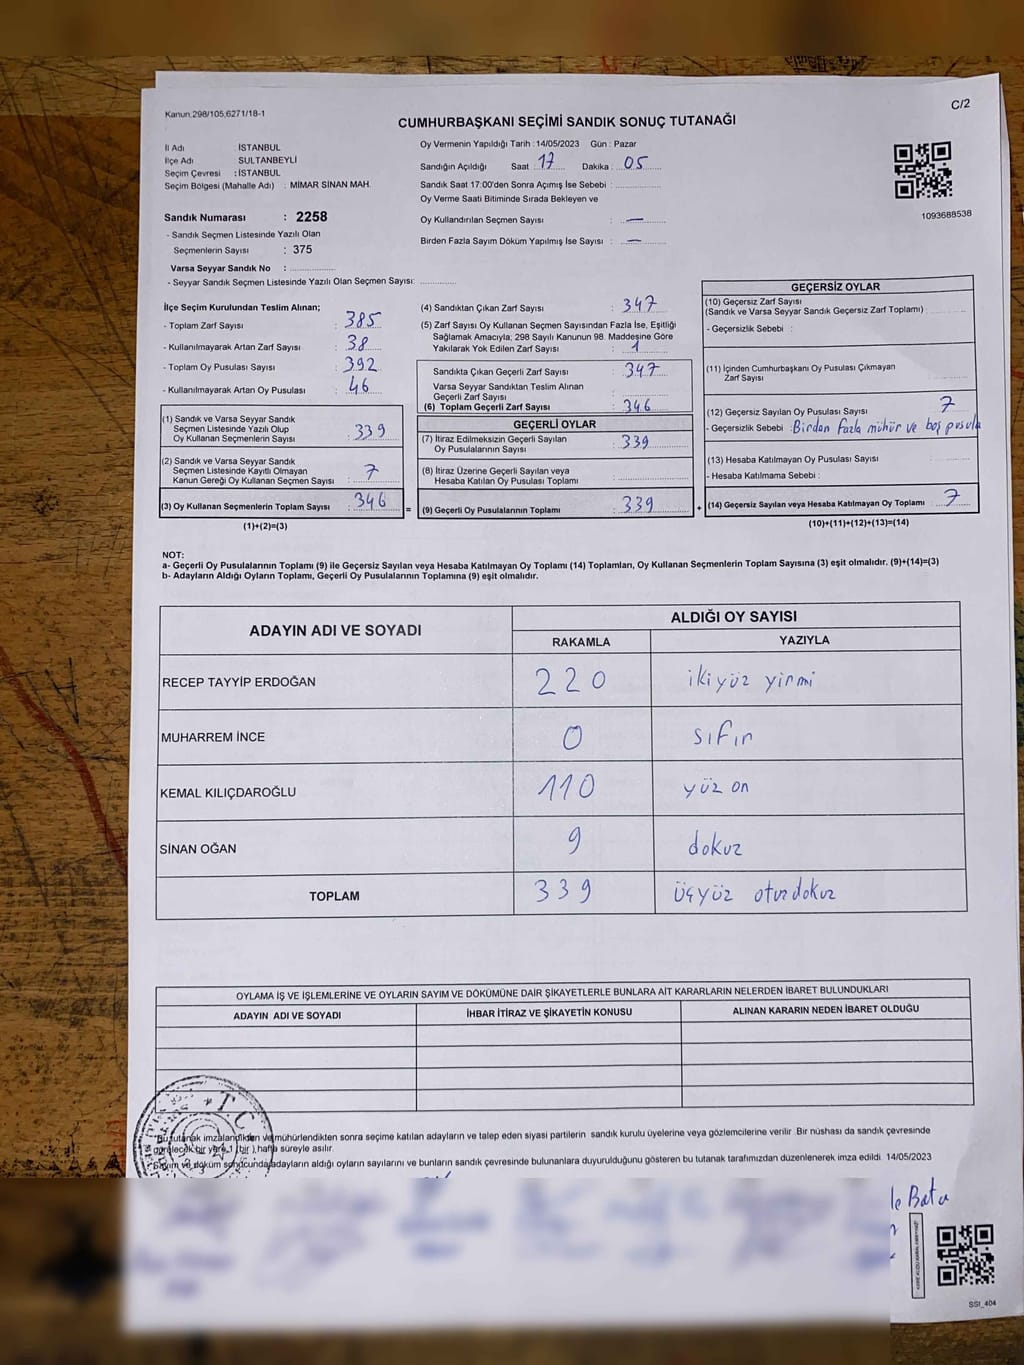 Kanun:298/105;6271/18-1
C/2
CUMHURBAŞKANI SEÇİMİ SANDIK SONUÇ TUTANAĞI
İl Adı : İSTANBUL
İlçe Adı : SULTANBEYLİ
Seçim Çevresi : İSTANBUL
Seçim Bölgesi (Mahalle Adı) : MİMAR SİNAN MAH.
Sandık Numarası : 2258
- Sandık Seçmen Listesinde Yazılı Olan
Seçmenlerin Sayısı : 375
Varsa Seyyar Sandık No :
- Seyyar Sandık Seçmen Listesinde Yazılı Olan Seçmen Sayısı:
Oy Vermenin Yapıldığı Tarih : 14/05/2023 Gün : Pazar
Sandığın Açıldığı Saat : 17 Dakika : 05
Sandık Saat 17:00'den Sonra Açımış İse Sebebi :
Oy Verme Saati Bitiminde Sırada Bekleyen ve
Oy Kullandırılan Seçmen Sayısı : —
Birden Fazla Sayım Döküm Yapılmış İse Sayısı : —
1093688538
İlçe Seçim Kurulundan Teslim Alınan;
- Toplam Zarf Sayısı : 385
- Kullanılmayarak Artan Zarf Sayısı : 38
- Toplam Oy Pusulası Sayısı : 392
- Kullanılmayarak Artan Oy Pusulası : 46
(1) Sandık ve Varsa Seyyar Sandık
Seçmen Listesinde Yazılı Olup
Oy Kullanan Seçmenlerin Sayısı : 339
(2) Sandık ve Varsa Seyyar Sandık
Seçmen Listesinde Kayıtlı Olmayan
Kanun Gereği Oy Kullanan Seçmen Sayısı : 7
(3) Oy Kullanan Seçmenlerin Toplam Sayısı : 346
(1)+(2)=(3)
(4) Sandıktan Çıkan Zarf Sayısı : 347
(5) Zarf Sayısı Oy Kullanan Seçmen Sayısından Fazla İse, Eşitliği
Sağlamak Amacıyla; 298 Sayılı Kanunun 98. Maddesine Göre
Yakılarak Yok Edilen Zarf Sayısı : 1
Sandıkta Çıkan Geçerli Zarf Sayısı : 347
Varsa Seyyar Sandıktan Teslim Alınan
Geçerli Zarf Sayısı :
(6) Toplam Geçerli Zarf Sayısı : 346
GEÇERLİ OYLAR
(7) İtiraz Edilmeksizin Geçerli Sayılan
Oy Pusulalarının Sayısı : 339
(8) İtiraz Üzerine Geçerli Sayılan veya
Hesaba Katılan Oy Pusulası Toplamı :
= (9) Geçerli Oy Pusulalarının Toplamı : 339 +
GEÇERSİZ OYLAR
(10) Geçersiz Zarf Sayısı
(Sandık ve Varsa Seyyar Sandık Geçersiz Zarf Toplamı) :
- Geçersizlik Sebebi :
(11) İçinden Cumhurbaşkanı Oy Pusulası Çıkmayan
Zarf Sayısı
(12) Geçersiz Sayılan Oy Pusulası Sayısı 7
- Geçersizlik Sebebi : Birden fazla mühür ve boş pusula
(13) Hesaba Katılmayan Oy Pusulası Sayısı
- Hesaba Katılmama Sebebi :
(14) Geçersiz Sayılan veya Hesaba Katılmayan Oy Toplamı 7
(10)+(11)+(12)+(13)=(14)
NOT:
a- Geçerli Oy Pusulalarının Toplamı (9) ile Geçersiz Sayılan veya Hesaba Katılmayan Oy Toplamı (14) Toplamları, Oy Kullanan Seçmenlerin Toplam Sayısına (3) eşit olmalıdır. (9)+(14)=(3)
b- Adayların Aldığı Oyların Toplamı, Geçerli Oy Pusulalarının Toplamına (9) eşit olmalıdır.
ADAYIN ADI VE SOYADI
ALDIĞI OY SAYISI
RAKAMLA YAZIYLA
RECEP TAYYİP ERDOĞAN 220 ikiyüz yirmi
MUHARREM İNCE 0 sıfır
KEMAL KILIÇDAROĞLU 110 yüz on
SİNAN OĞAN 9 dokuz
TOPLAM 339 üçyüz otuzdokuz
OYLAMA İŞ VE İŞLEMLERİNE VE OYLARIN SAYIM VE DÖKÜMÜNE DAİR ŞİKAYETLERLE BUNLARA AİT KARARLARIN NELERDEN İBARET BULUNDUKLARI
ADAYIN ADI VE SOYADI İHBAR İTİRAZ VE ŞİKAYETİN KONUSU ALINAN KARARIN NEDEN İBARET OLDUĞU
T.C.
Bu tutanak imzalandıktan ve mühürlendikten sonra seçime katılan adayların ve talep eden siyasi partilerin sandık kurulu üyelerine veya gözlemcilerine verilir. Bir nüshası da sandık çevresinde
görülecek bir yere 1 (bir ) hafta süreyle asılır.
Sayım ve döküm sonucunda adayların aldığı oyların sayılarını ve bunların sandık çevresinde bulunanlara duyurulduğunu gösteren bu tutanak tarafımızdan düzenlenerek imza edildi. 14/05/2023
le Batu
SSI_404